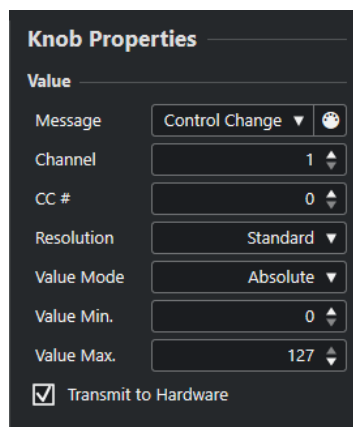 Knob Properties
Value
Message Control Change
Channel 1
CC # 0
Resolution Standard
Value Mode Absolute
Value Min. 0
Value Max. 127
Transmit to Hardware